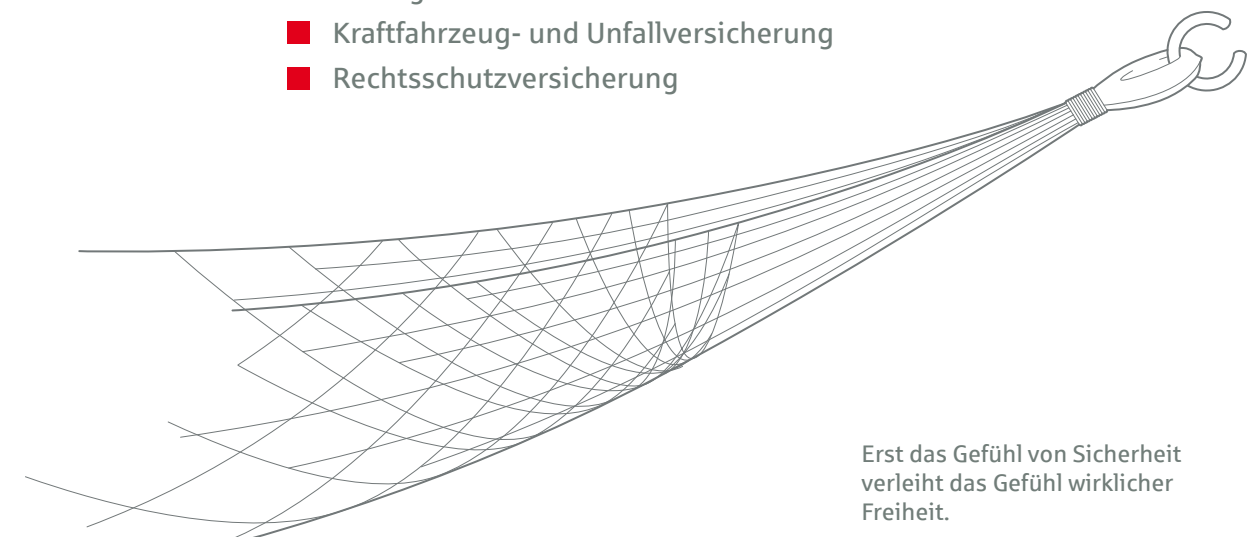 Kraftfahrzeug- und Unfallversicherung
Rechtsschutzversicherung
Erst das Gefühl von Sicherheit
verleiht das Gefühl wirklicher
Freiheit.